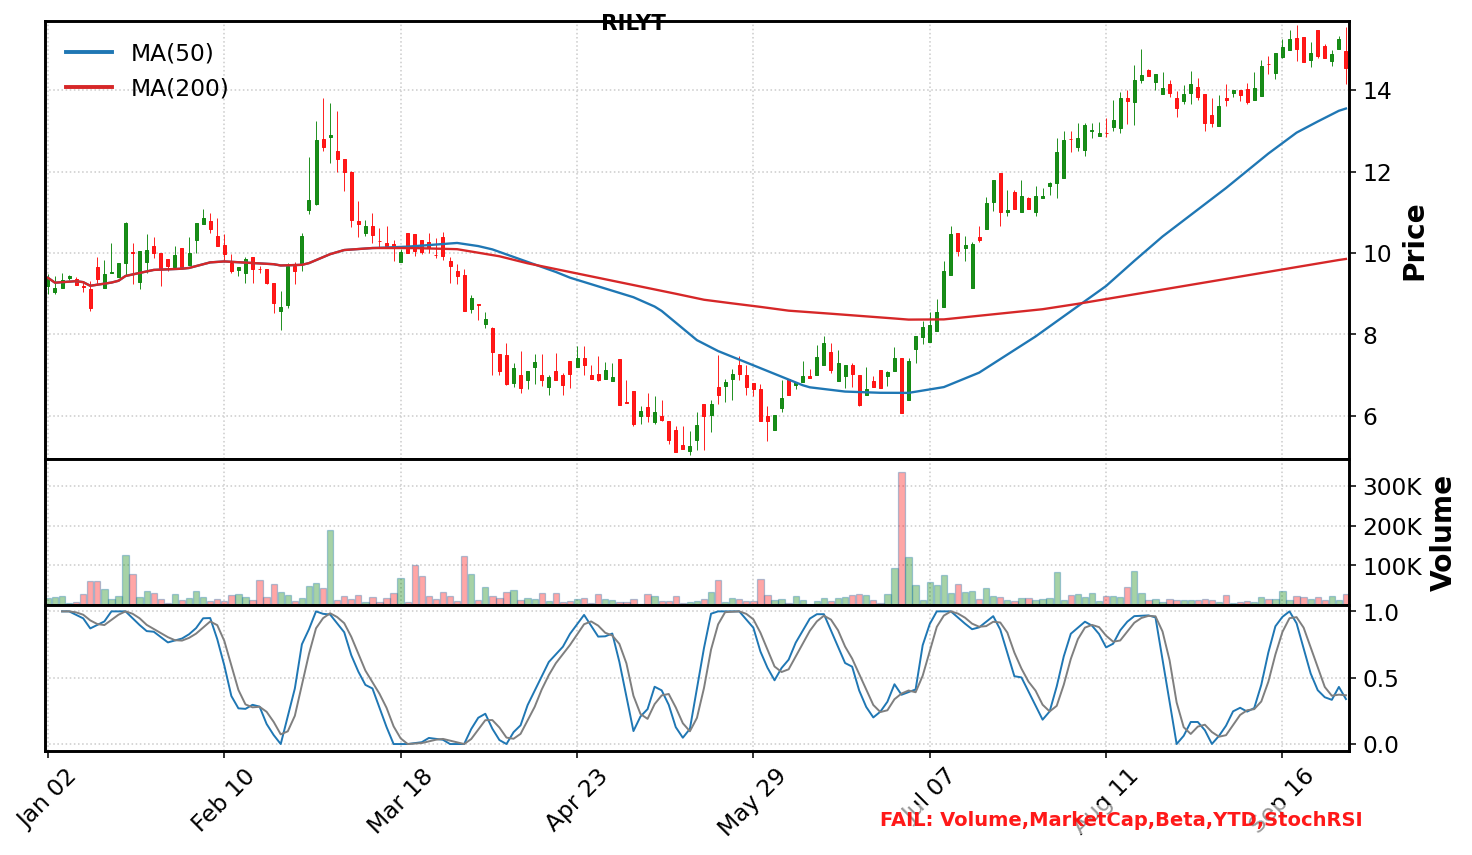 RILYT
MA(50)
MA(200)
14
12
10
8
6
Price
300K
200K
100K
Volume
1.0
0.5
0.0
Jan 02
Feb 10
Mar 18
Apr 23
May 29
Jul 07
Aug 11
Sep 16
FAIL: Volume,MarketCap,Beta,YTD,StochRSI